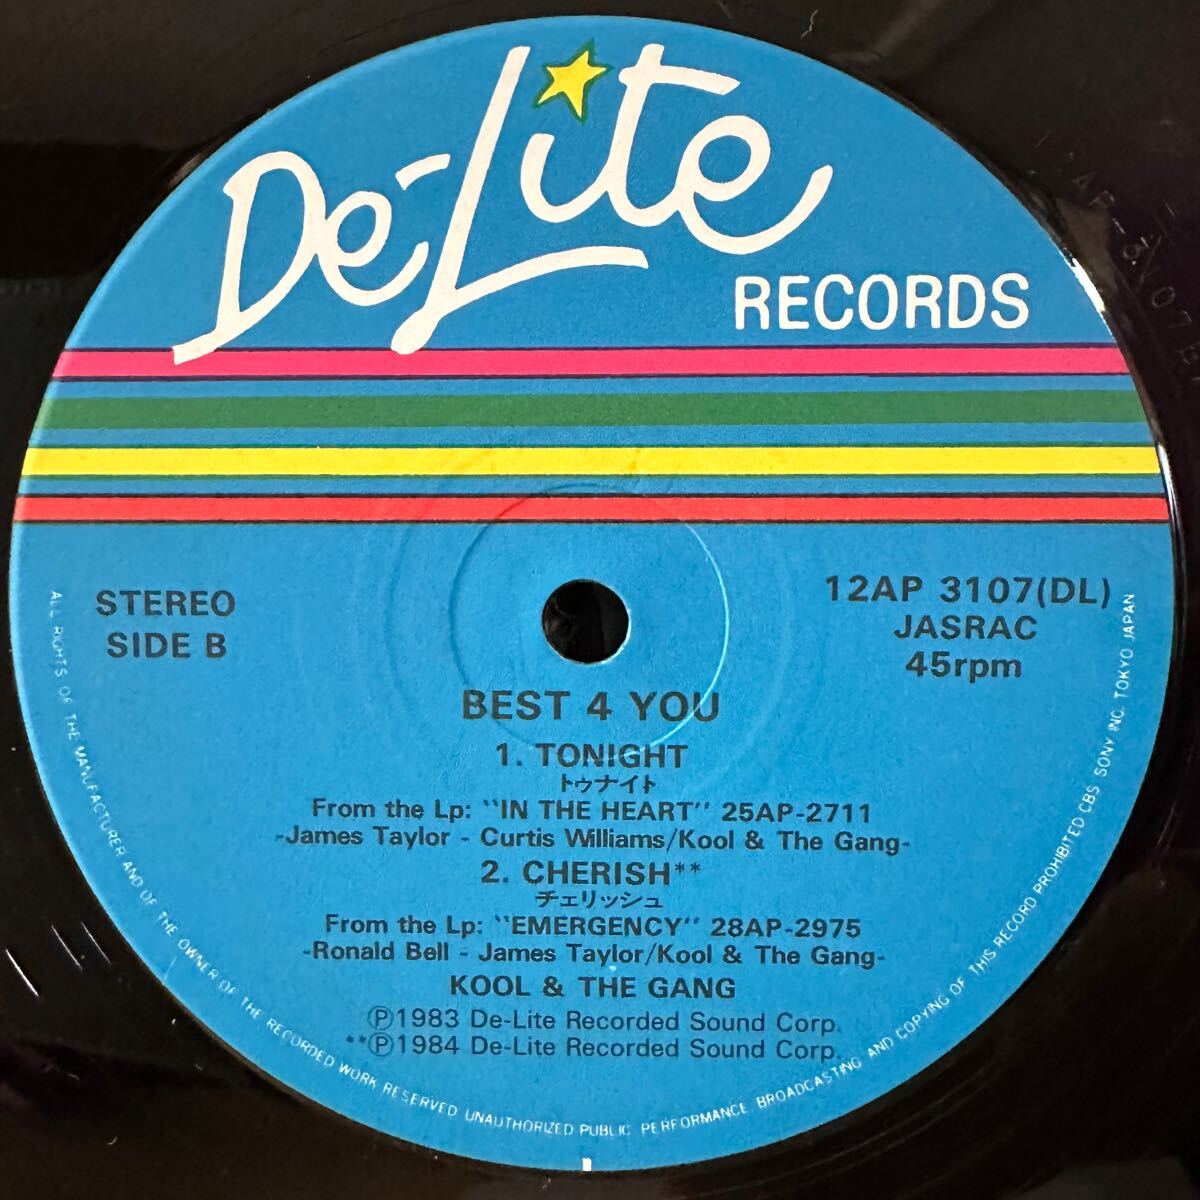 De-Lite
RECORDS
STEREO
SIDE B
12AP 3107(DL)
JASRAC
45rpm
BEST 4 YOU
1. TONIGHT
トゥナイト
From the Lp: "IN THE HEART" 25AP-2711
-James Taylor - Curtis Williams/Kool & The Gang-
2. CHERISH**
チェリッシュ
From the Lp: "EMERGENCY" 28AP-2975
-Ronald Bell - James Taylor/Kool & The Gang-
KOOL & THE GANG
Ⓟ1983 De-Lite Recorded Sound Corp.
**Ⓟ1984 De-Lite Recorded Sound Corp.
ALL RIGHTS OF THE MANUFACTURER AND OF THE OWNER OF THE RECORDED WORK RESERVED UNAUTHORIZED PUBLIC PERFORMANCE BROADCASTING AND COPYING OF THIS RECORD PROHIBITED CBS SONY INC. TOKYO JAPAN